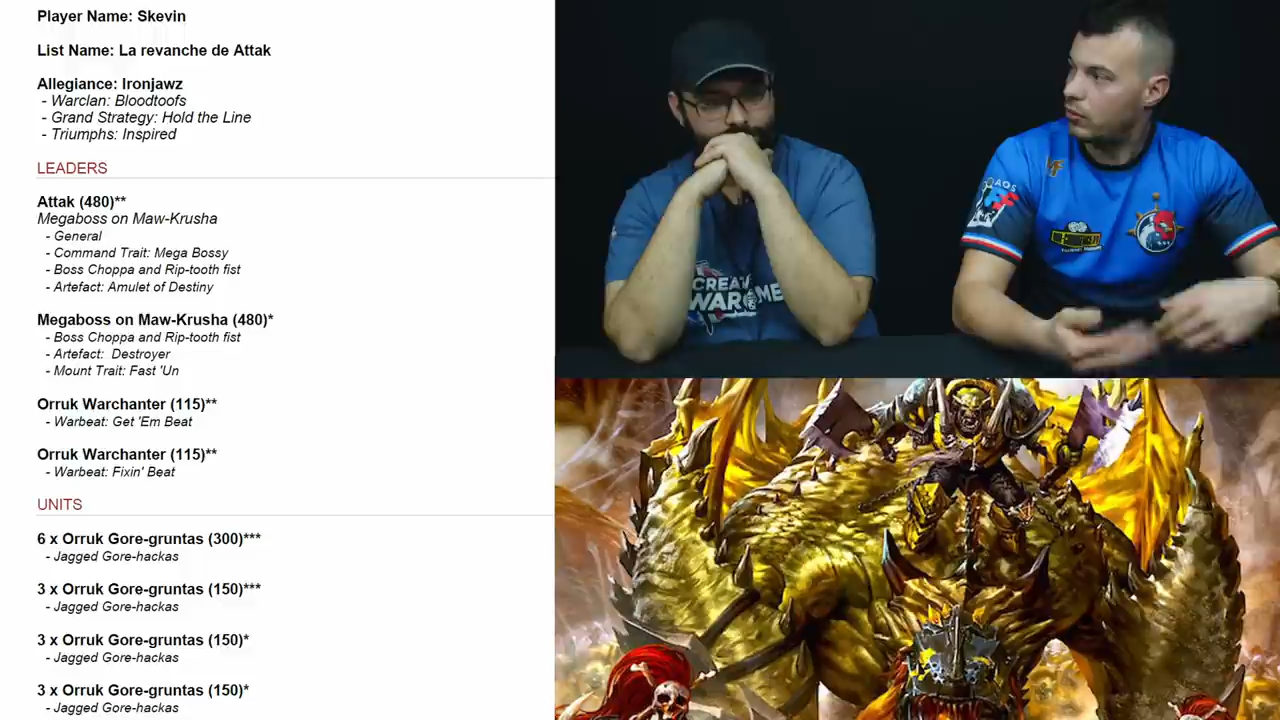 Player Name: Skevin
List Name: La revanche de Attak
Allegiance: Ironjawz
- Warclan: Bloodtoofs
- Grand Strategy: Hold the Line
- Triumphs: Inspired
LEADERS
Attak (480)**
Megaboss on Maw-Krusha
- General
- Command Trait: Mega Bossy
- Boss Choppa and Rip-tooth fist
- Artefact: Amulet of Destiny
Megaboss on Maw-Krusha (480)*
- Boss Choppa and Rip-tooth fist
- Artefact: Destroyer
- Mount Trait: Fast 'Un
Orruk Warchanter (115)**
- Warbeat: Get 'Em Beat
Orruk Warchanter (115)**
- Warbeat: Fixin' Beat
UNITS
6 x Orruk Gore-gruntas (300)***
- Jagged Gore-hackas
3 x Orruk Gore-gruntas (150)***
- Jagged Gore-hackas
3 x Orruk Gore-gruntas (150)*
- Jagged Gore-hackas
3 x Orruk Gore-gruntas (150)*
- Jagged Gore-hackas
AOS